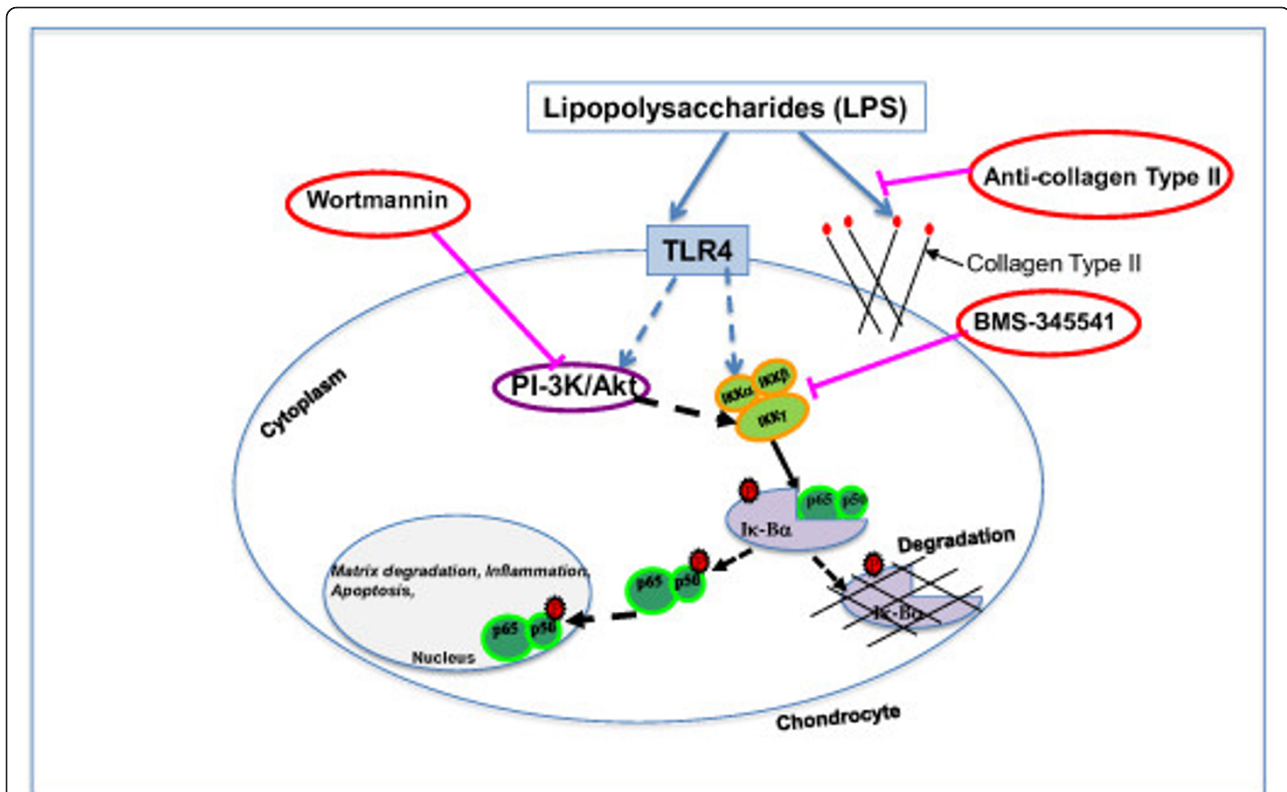 Lipopolysaccharides (LPS)
Anti-collagen Type II
Wortmannin
TLR4
Collagen Type II
BMS-345541
PI-3K/Akt
IKKα
IKKβ
IKKγ
Cytoplasm
P
p65
p50
Iκ-Bα
Degradation
P
Iκ-Bα
P
p65
p50
Matrix degradation, Inflammation,
Apoptosis,
P
p65
p50
Nucleus
Chondrocyte